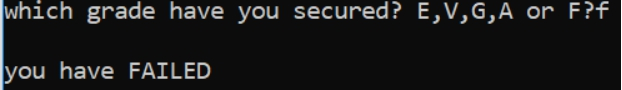 which grade have you secured? E,V,G,A or F?f
you have FAILED